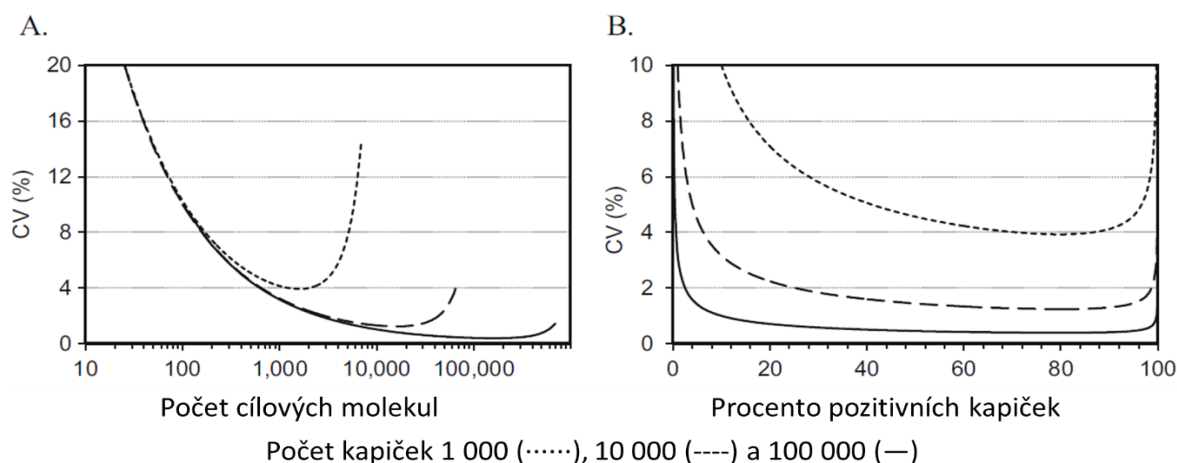 A.
20
16
12
8
4
0
CV (%)
10 100 1,000 10,000 100,000
Počet cílových molekul
B.
10
8
6
4
2
0
CV (%)
0 20 40 60 80 100
Procento pozitivních kapiček
Počet kapiček 1 000 (······), 10 000 (----) a 100 000 (—)